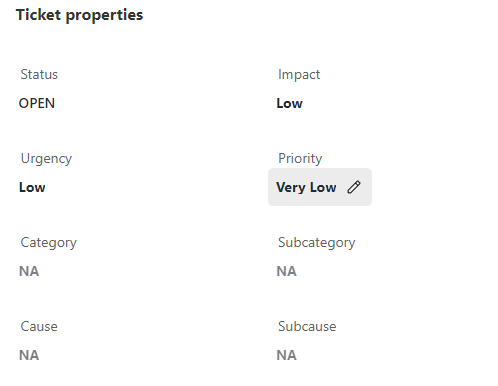 Ticket properties
Status Impact
OPEN Low
Urgency Priority
Low Very Low
Category Subcategory
NA NA
Cause Subcause
NA NA